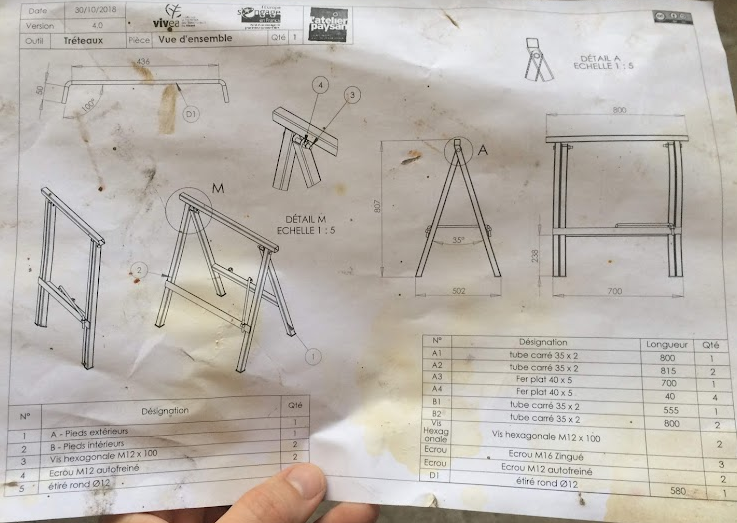 Date 30/10/2018
Version 4.0
Outil Tréteaux Pièce Vue d'ensemble Qté 1
vivea
s'engage
l'atelier paysan
DÉTAIL A
ECHELLE 1 : 5
436
50
100°
D1
4
3
800
M
A
807
DÉTAIL M
ECHELLE 1 : 5
2
35°
238
502
700
1
N° Désignation Longueur Qté
A1 tube carré 35 x 2 800 1
A2 tube carré 35 x 2 815 2
A3 Fer plat 40 x 5 700 1
A4 Fer plat 40 x 5 40 4
B1 tube carré 35 x 2 555 1
B2 tube carré 35 x 2 800 2
Vis Hexag onale Vis hexagonale M12 x 100 2
Ecrou Ecrou M16 Zingué 3
Ecrou Ecrou M12 autofreiné 2
D1 étiré rond Ø12 580 1
N° Désignation Qté
1 A - Pieds extérieurs 1
2 B - Pieds intérieurs 1
3 Vis hexagonale M12 x 100 2
4 Ecrou M12 autofreiné 2
5 étiré rond Ø12